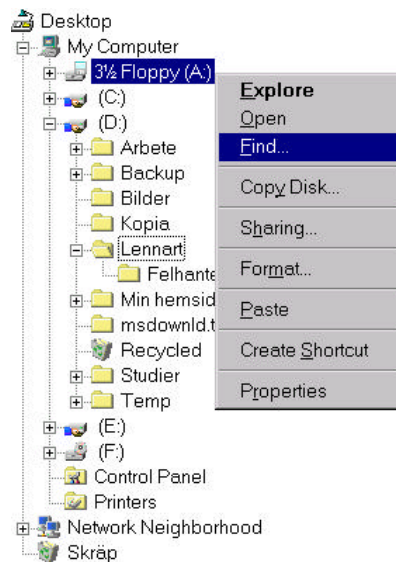 Desktop
My Computer
3½ Floppy (A:)
(C:)
(D:)
Arbete
Backup
Bilder
Kopia
Lennart
Felhante
Min hemsid
msdownld.t
Recycled
Studier
Temp
(E:)
(F:)
Control Panel
Printers
Network Neighborhood
Skräp
Explore
Open
Find...
Copy Disk...
Sharing...
Format...
Paste
Create Shortcut
Properties